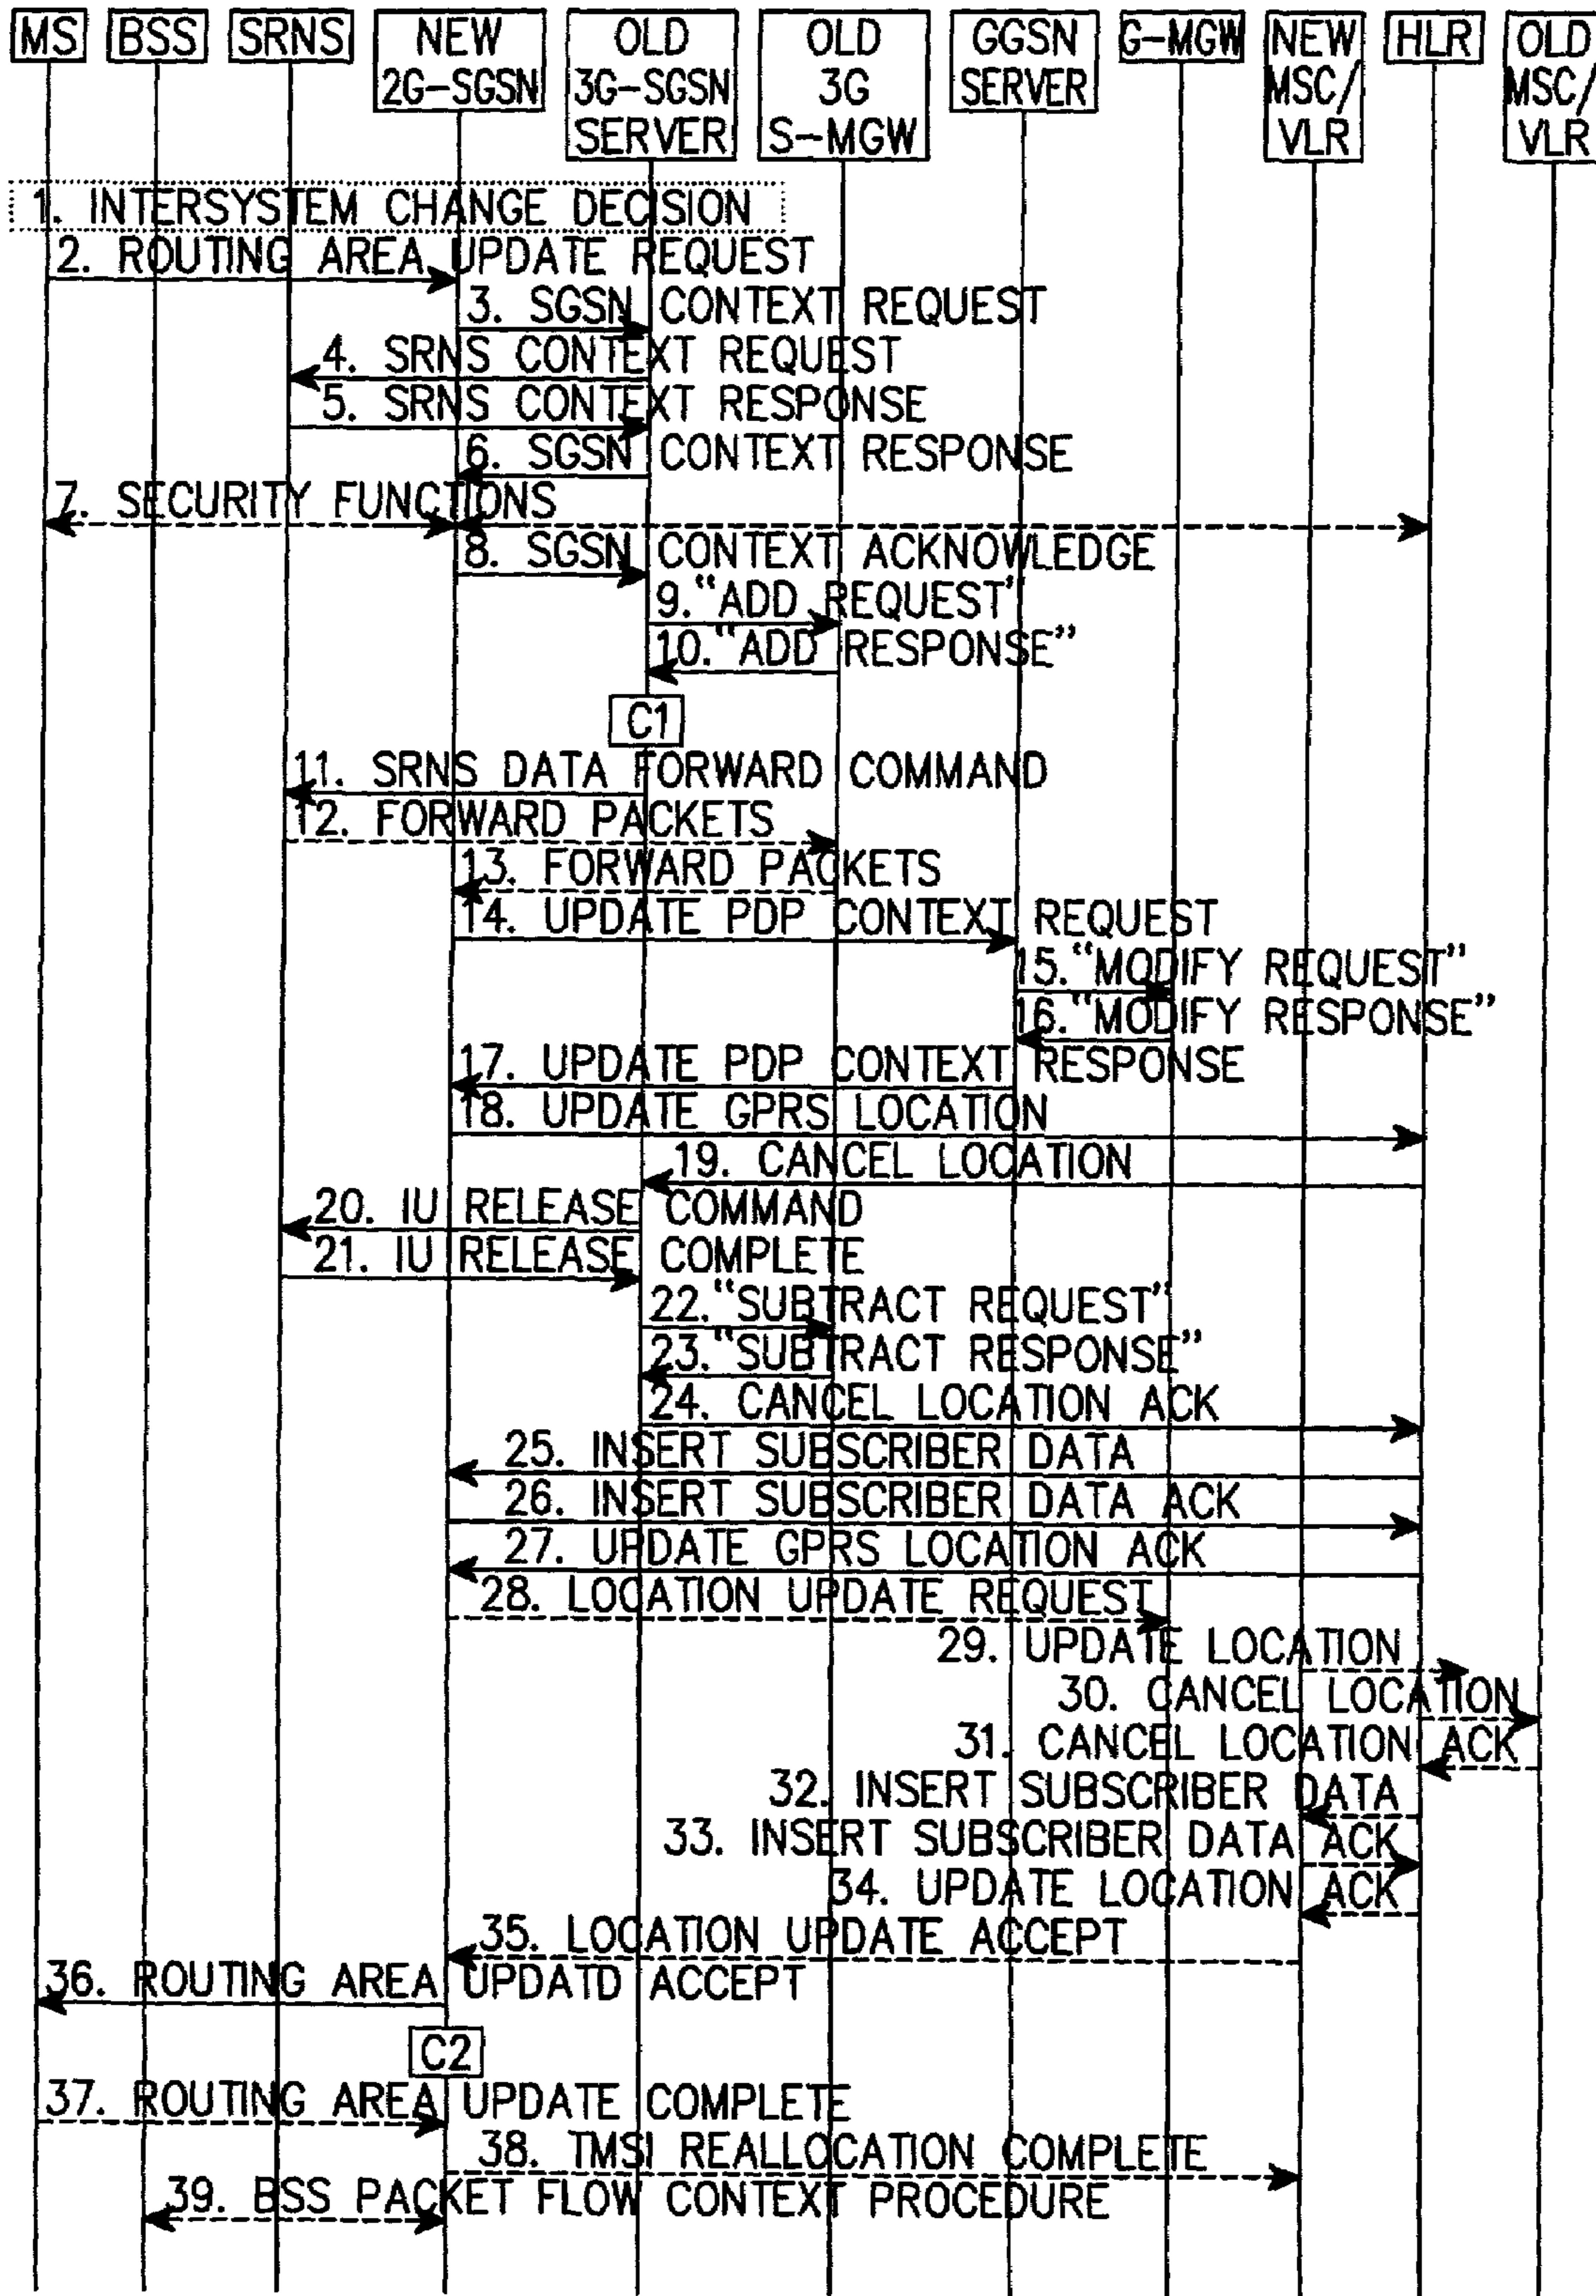 MS
BSS
SRNS
NEW
2G-SGSN
OLD
3G-SGSN
SERVER
OLD
3G
S-MGW
GGSN
SERVER
G-MGW
NEW
MSC/
VLR
HLR
OLD
MSC/
VLR
1. INTERSYSTEM CHANGE DECISION
2. ROUTING AREA UPDATE REQUEST
3. SGSN CONTEXT REQUEST
4. SRNS CONTEXT REQUEST
5. SRNS CONTEXT RESPONSE
6. SGSN CONTEXT RESPONSE
7. SECURITY FUNCTIONS
8. SGSN CONTEXT ACKNOWLEDGE
9. “ADD REQUEST”
10. “ADD RESPONSE”
C1
11. SRNS DATA FORWARD COMMAND
12. FORWARD PACKETS
13. FORWARD PACKETS
14. UPDATE PDP CONTEXT REQUEST
15. “MODIFY REQUEST”
16. “MODIFY RESPONSE”
17. UPDATE PDP CONTEXT RESPONSE
18. UPDATE GPRS LOCATION
19. CANCEL LOCATION
20. IU RELEASE COMMAND
21. IU RELEASE COMPLETE
22. “SUBTRACT REQUEST”
23. “SUBTRACT RESPONSE”
24. CANCEL LOCATION ACK
25. INSERT SUBSCRIBER DATA
26. INSERT SUBSCRIBER DATA ACK
27. UPDATE GPRS LOCATION ACK
28. LOCATION UPDATE REQUEST
29. UPDATE LOCATION
30. CANCEL LOCATION
31. CANCEL LOCATION ACK
32. INSERT SUBSCRIBER DATA
33. INSERT SUBSCRIBER DATA ACK
34. UPDATE LOCATION ACK
35. LOCATION UPDATE ACCEPT
36. ROUTING AREA UPDATD ACCEPT
C2
37. ROUTING AREA UPDATE COMPLETE
38. TMSI REALLOCATION COMPLETE
39. BSS PACKET FLOW CONTEXT PROCEDURE